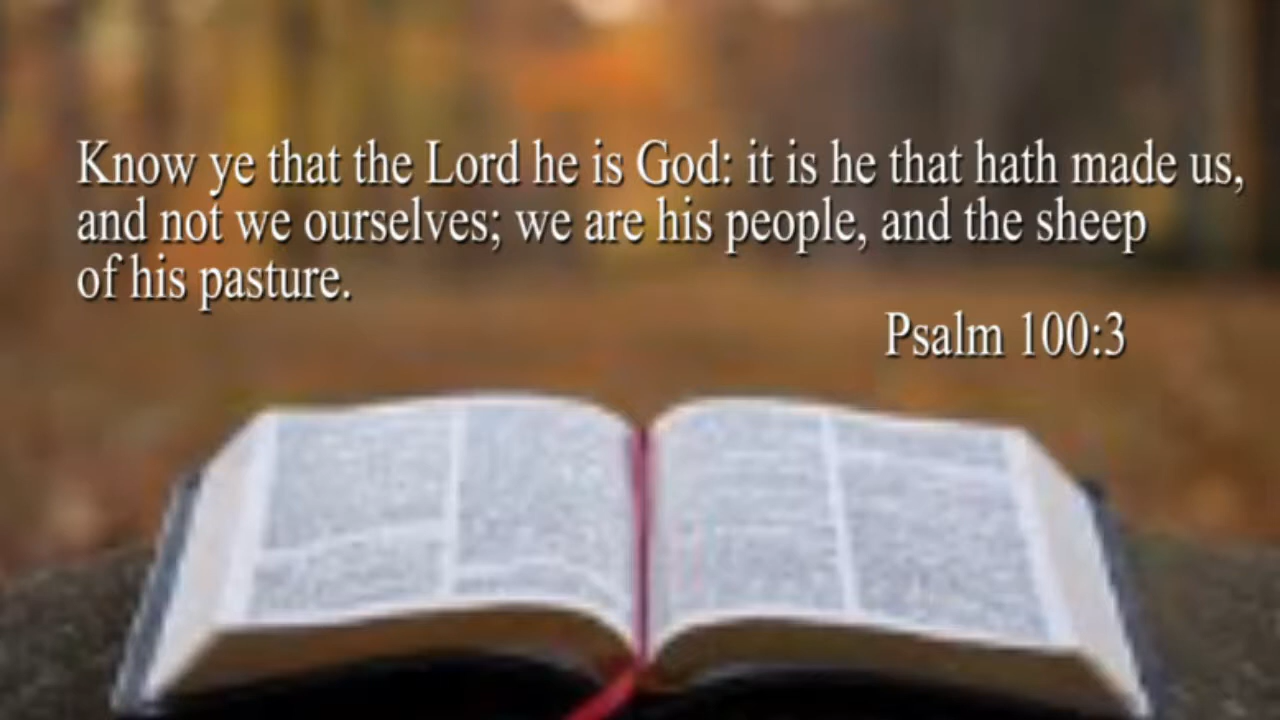 Know ye that the Lord he is God: it is he that hath made us,
and not we ourselves; we are his people, and the sheep
of his pasture.
Psalm 100:3